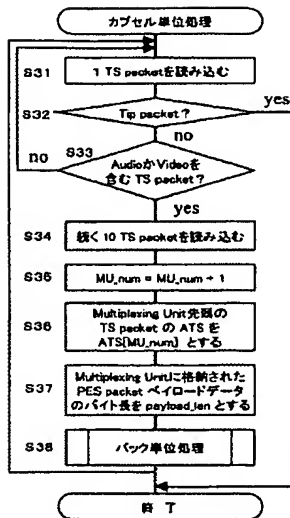 カプセル単位処理
S31
1 TS packetを読み込む
S32
Tip packet?
yes
no
no
S33
AudioかVideoを
含む TS packet?
yes
S34
続く 10 TS packetを読み込む
S35
MU_num = MU_num + 1
S36
Multiplexing Unit先頭の
TS packet の ATS を
ATS[MU_num] とする
S37
Multiplexing Unitに格納された
PES packet ペイロードデータ
のバイト長を payload_len とする
S38
パック単位処理
終 了